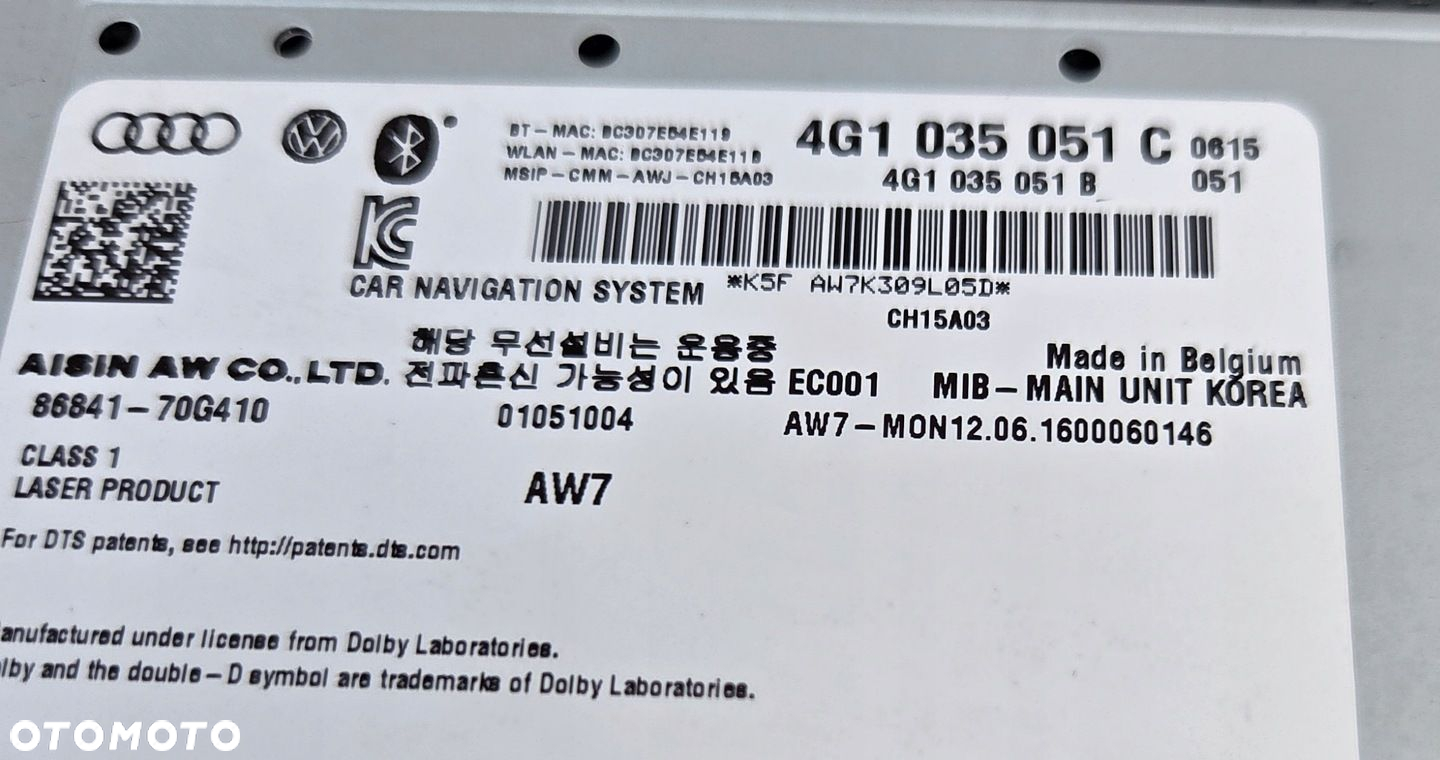 BT-MAC:
WLAN-MAC:
MSIP-CMM-AWJ-CH15A03
4G1 035 051 C 0615
4G1 035 051 B 051
CAR NAVIGATION SYSTEM
*K5F AW7K309L05D*
CH15A03
해당 무선설비는 운용중
전파혼신 가능성이 있음
AISIN AW CO.,LTD.
EC001
Made in Belgium
MIB-MAIN UNIT KOREA
86841-70G410
01051004
AW7-MON12.06.1600060146
CLASS 1
LASER PRODUCT
AW7
For DTS patents, see http://patents.dts.com
anufactured under license from Dolby Laboratories.
lby and the double-D symbol are trademarks of Dolby Laboratories.
OTOMOTO